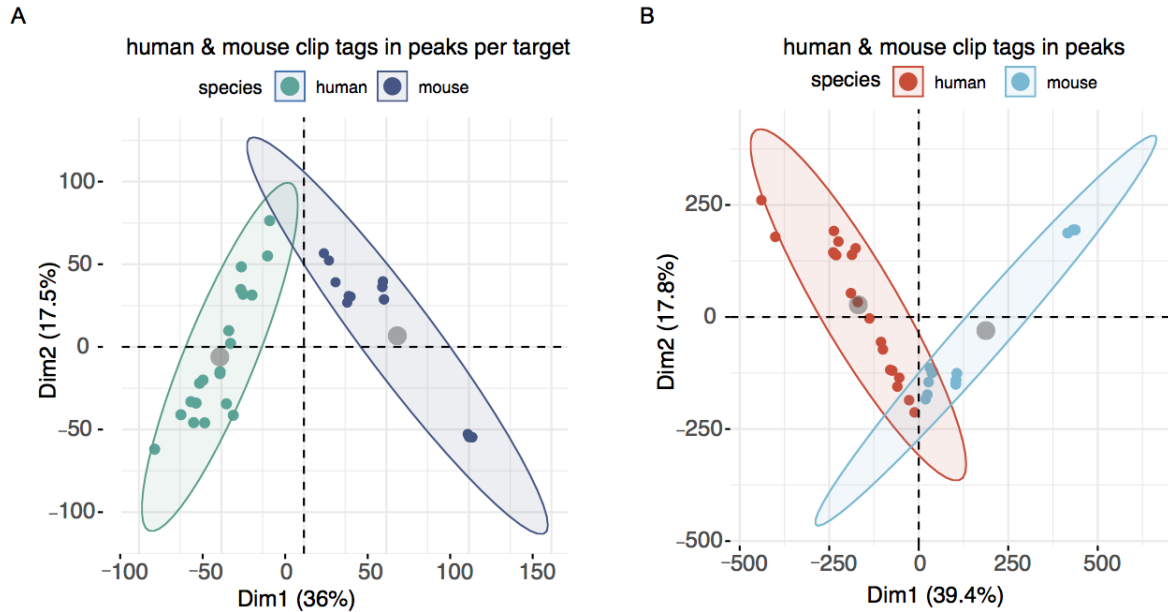 A
human & mouse clip tags in peaks per target
species human mouse
Dim2 (17.5%)
100-
50-
0-
-50-
-100-
-100 -50 0 50 100 150
Dim1 (36%)
B
human & mouse clip tags in peaks
species human mouse
Dim2 (17.8%)
250-
0-
-250-
-500-
-500 -250 0 250 500
Dim1 (39.4%)